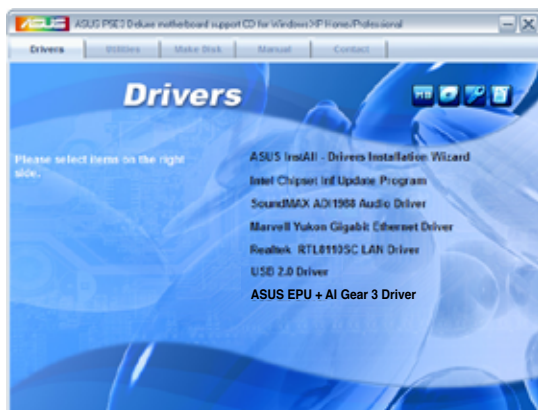 ASUS P5E3 Deluxe motherboard support CD for Windows XP Home/Professional
Drivers
Utilities
Make Disk
Manual
Contact
Drivers
Please select items on the right
side.
ASUS InstAll - Drivers Installation Wizard
Intel Chipset Inf Update Program
SoundMAX ADI1988 Audio Driver
Marvell Yukon Gigabit Ethernet Driver
Realtek RTL8110SC LAN Driver
USB 2.0 Driver
ASUS EPU + AI Gear 3 Driver